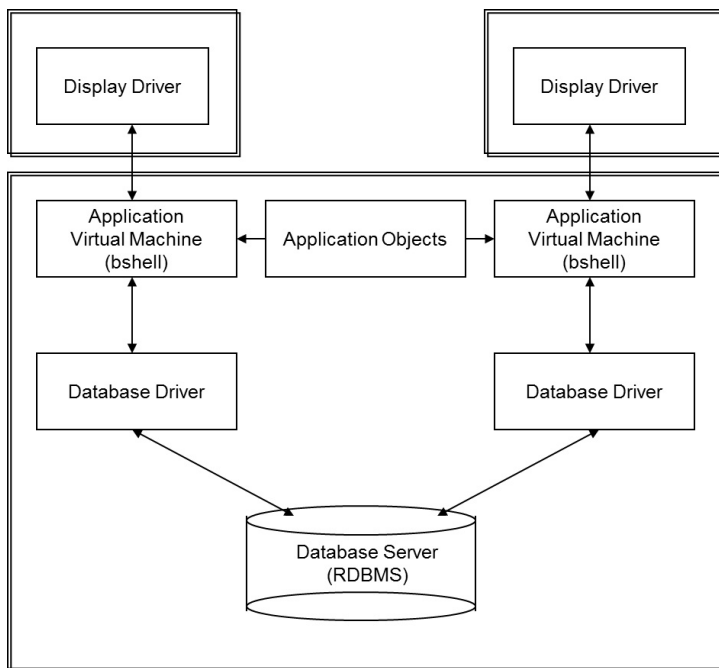 Display Driver
Display Driver
Application
Virtual Machine
(bshell)
Application Objects
Application
Virtual Machine
(bshell)
Database Driver
Database Driver
Database Server
(RDBMS)